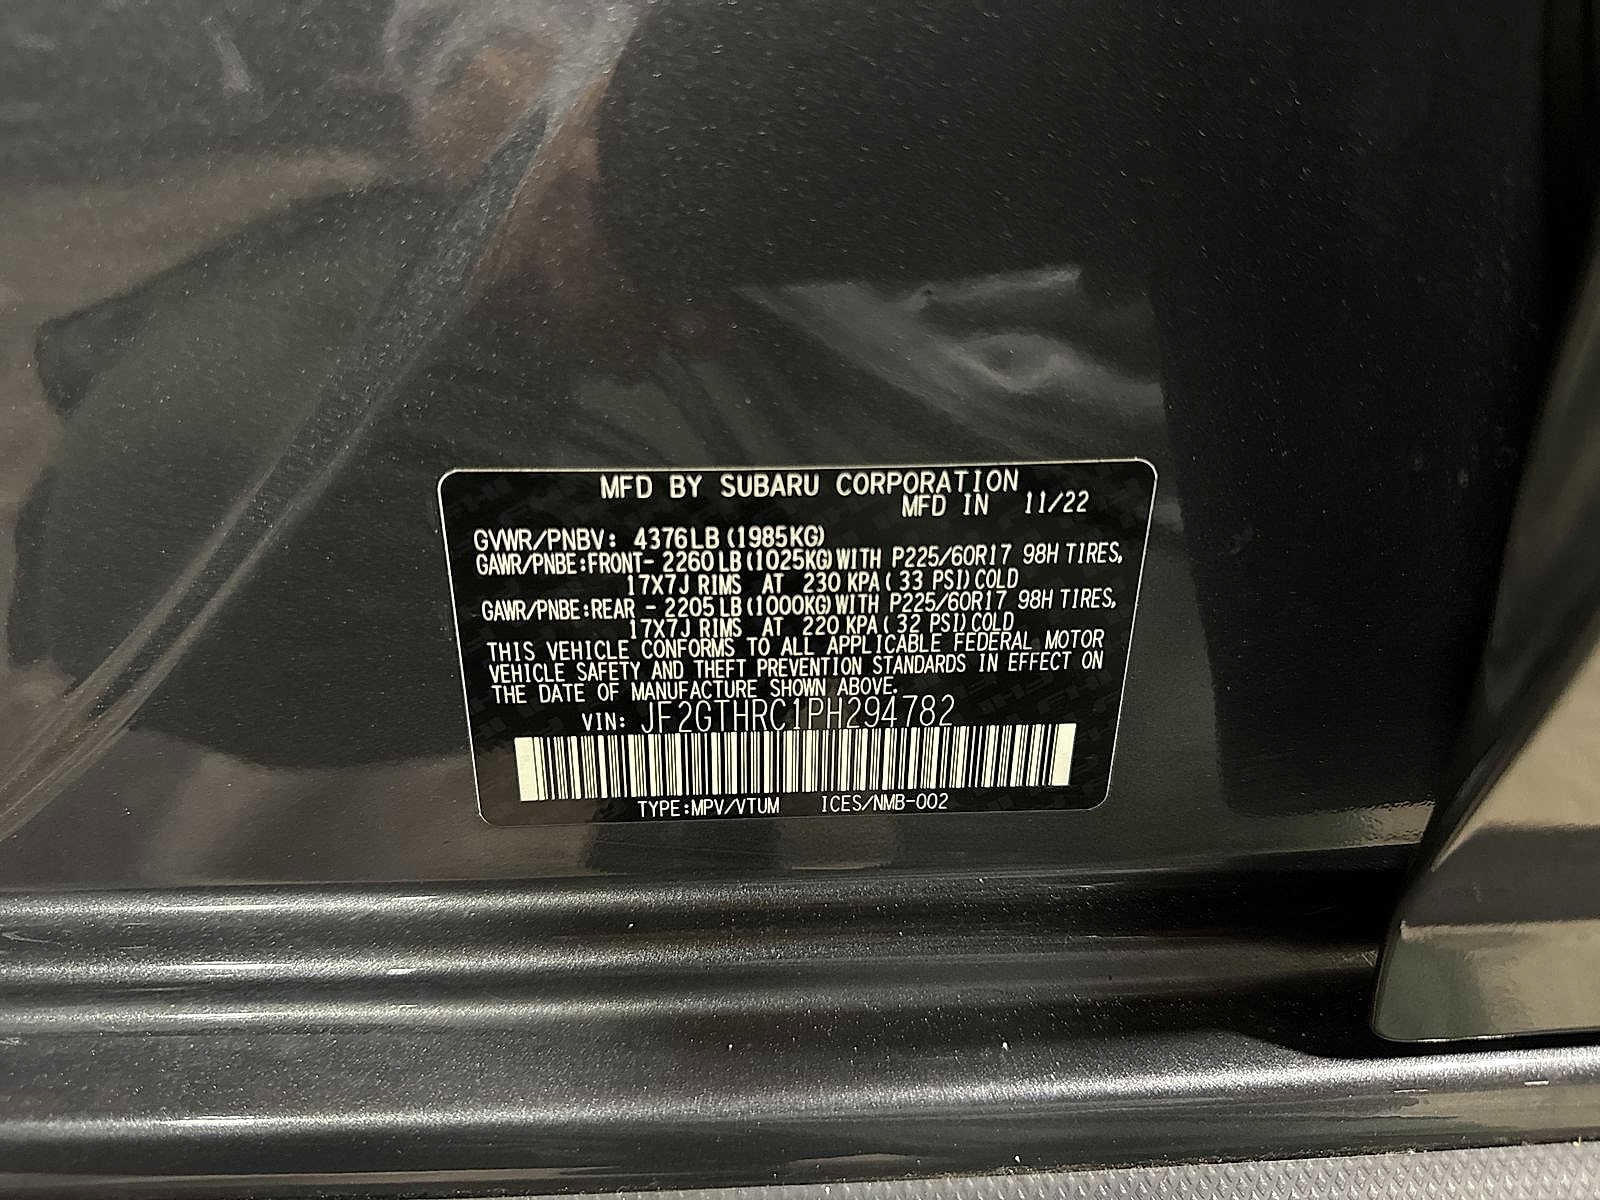 MFD BY SUBARU CORPORATION
MFD IN 11/22
GVWR/PNBV: 4376LB (1985KG)
GAWR/PNBE:FRONT- 2260 LB (1025KG) WITH P225/60R17 98H TIRES,
17X7J RIMS AT 230 KPA ( 33 PSI) COLD
GAWR/PNBE:REAR - 2205 LB (1000KG) WITH P225/60R17 98H TIRES,
17X7J RIMS AT 220 KPA ( 32 PSI) COLD
THIS VEHICLE CONFORMS TO ALL APPLICABLE FEDERAL MOTOR
VEHICLE SAFETY AND THEFT PREVENTION STANDARDS IN EFFECT ON
THE DATE OF MANUFACTURE SHOWN ABOVE.
VIN: JF2GTHRC1PH294782
TYPE:MPV/VTUM ICES/NMB-002